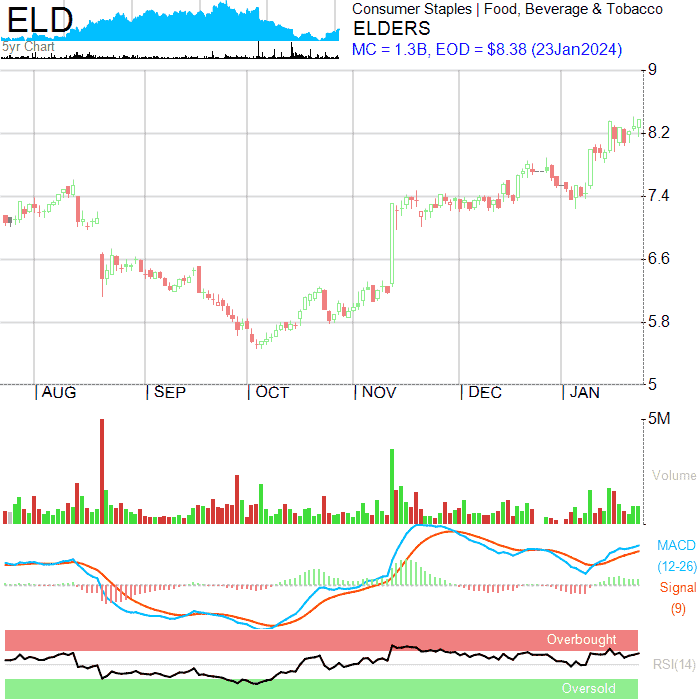 ELD
5yr Chart
Consumer Staples | Food, Beverage & Tobacco
ELDERS
MC = 1.3B, EOD = $8.38 (23Jan2024)
9
8.2
7.4
6.6
5.8
5
| AUG | SEP | OCT | NOV | DEC | JAN
5M
Volume
MACD
(12-26)
Signal
(9)
Overbought
RSI(14)
Oversold